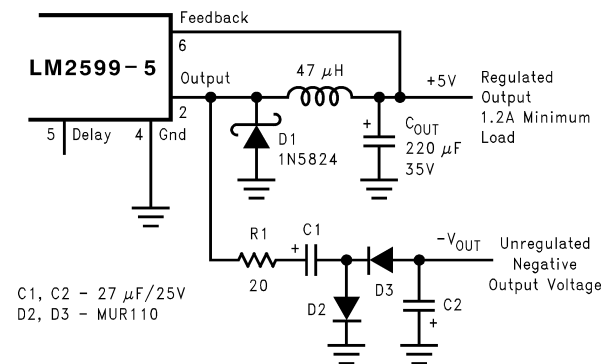 Feedback
6
LM2599-5
Output
2
47 µH
+5V
Regulated
Output
1.2A Minimum
Load
5 Delay 4 Gnd
D1
1N5824
+
COUT
220 µF
35V
R1
20
+
C1
D2
D3
-VOUT
C2
+
Unregulated
Negative
Output Voltage
C1, C2 - 27 µF/25V
D2, D3 - MUR110